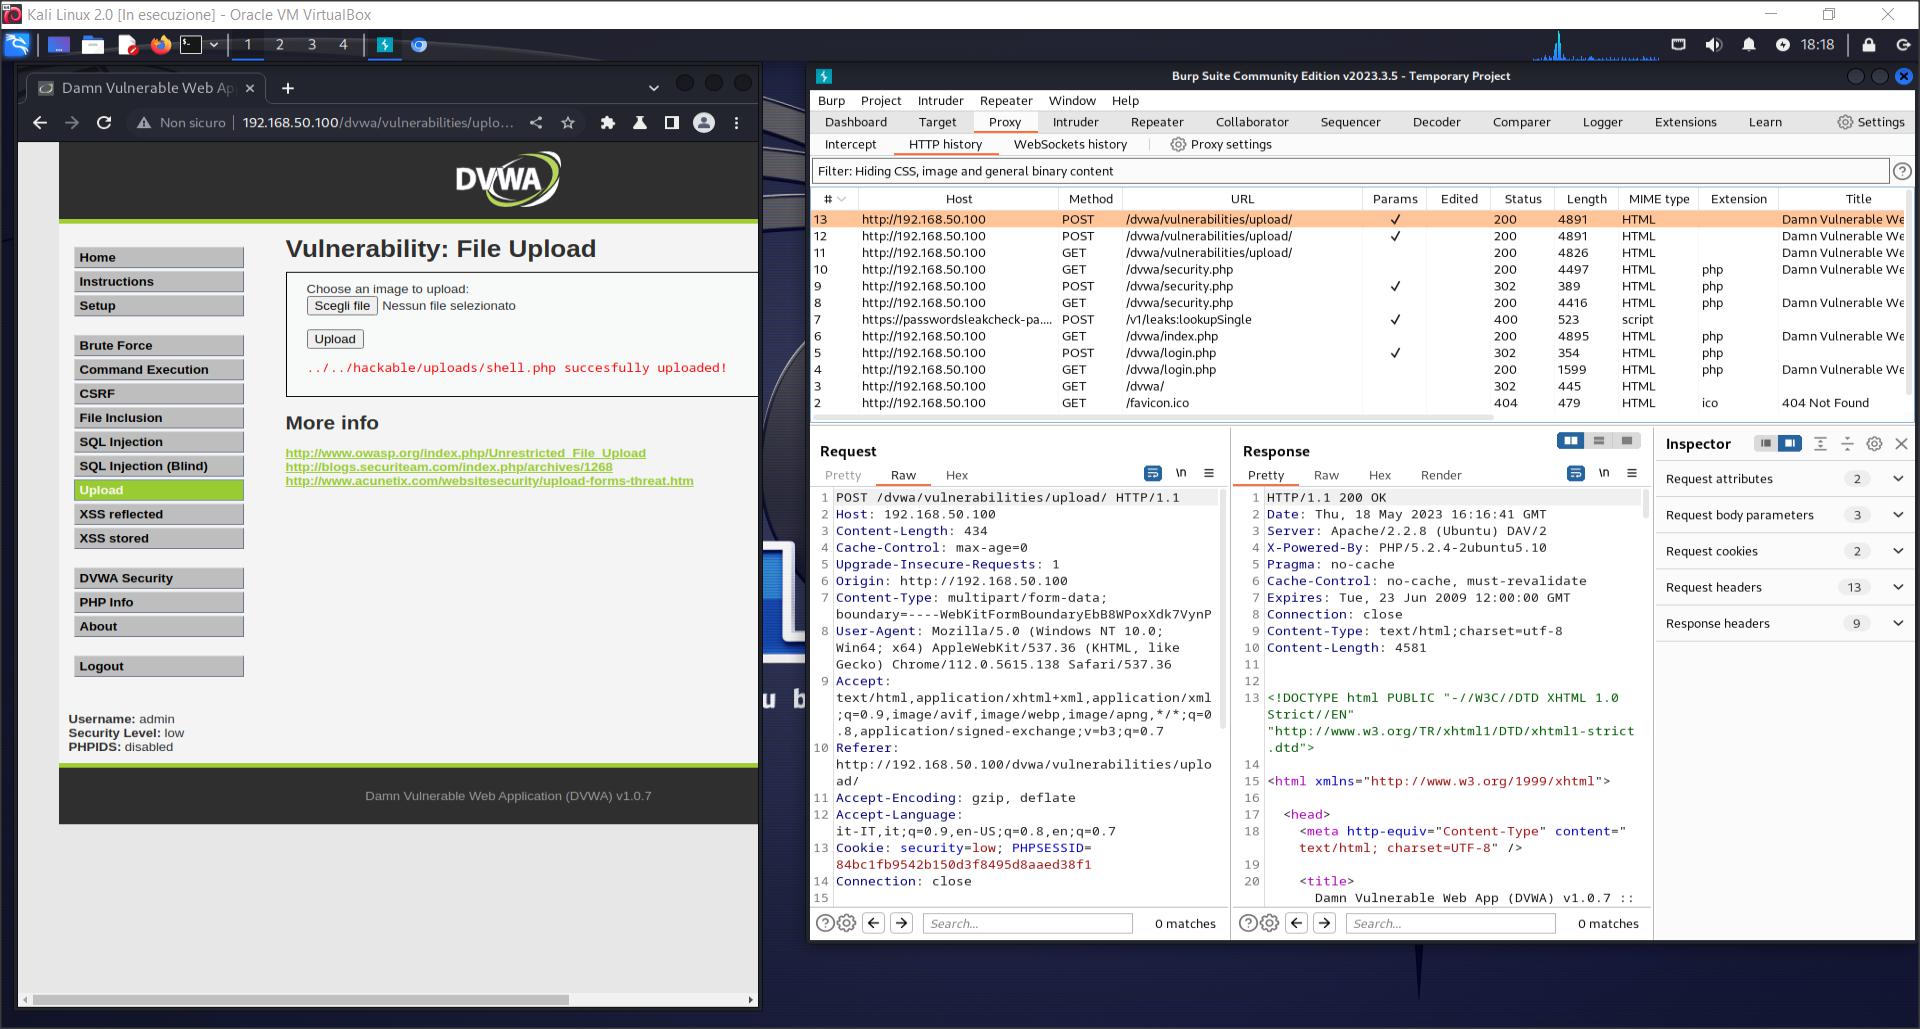 Kali Linux 2.0 [In esecuzione] - Oracle VM VirtualBox
1 2 3 4
18:18
Damn Vulnerable Web Ap
Non sicuro
192.168.50.100/dvwa/vulnerabilities/uplo...
DVWA
Home
Instructions
Setup
Brute Force
Command Execution
CSRF
File Inclusion
SQL Injection
SQL Injection (Blind)
Upload
XSS reflected
XSS stored
DVWA Security
PHP Info
About
Logout
Vulnerability: File Upload
Choose an image to upload:
Scegli file Nessun file selezionato
Upload
../../hackable/uploads/shell.php succesfully uploaded!
More info
http://www.owasp.org/index.php/Unrestricted_File_Upload
http://blogs.securiteam.com/index.php/archives/1268
http://www.acunetix.com/websitesecurity/upload-forms-threat.htm
Username: admin
Security Level: low
PHPIDS: disabled
Damn Vulnerable Web Application (DVWA) v1.0.7
u b
Burp Suite Community Edition v2023.3.5 - Temporary Project
Burp Project Intruder Repeater Window Help
Dashboard Target Proxy Intruder Repeater Collaborator Sequencer Decoder Comparer Logger Extensions Learn Settings
Intercept HTTP history WebSockets history Proxy settings
Filter: Hiding CSS, image and general binary content
# Host Method URL Params Edited Status Length MIME type Extension Title
13 http://192.168.50.100 POST /dvwa/vulnerabilities/upload/ ✓ 200 4891 HTML Damn Vulnerable We
12 http://192.168.50.100 POST /dvwa/vulnerabilities/upload/ ✓ 200 4891 HTML Damn Vulnerable We
11 http://192.168.50.100 GET /dvwa/vulnerabilities/upload/ 200 4826 HTML Damn Vulnerable We
10 http://192.168.50.100 GET /dvwa/security.php 200 4497 HTML php Damn Vulnerable We
9 http://192.168.50.100 POST /dvwa/security.php ✓ 302 389 HTML php
8 http://192.168.50.100 GET /dvwa/security.php 200 4416 HTML php Damn Vulnerable We
7 https://passwordsleakcheck-pa.... POST /v1/leaks:lookupSingle ✓ 400 523 script
6 http://192.168.50.100 GET /dvwa/index.php 200 4895 HTML php Damn Vulnerable We
5 http://192.168.50.100 POST /dvwa/login.php ✓ 302 354 HTML php
4 http://192.168.50.100 GET /dvwa/login.php 200 1599 HTML php Damn Vulnerable We
3 http://192.168.50.100 GET /dvwa/ 302 445 HTML
2 http://192.168.50.100 GET /favicon.ico 404 479 HTML ico 404 Not Found
Request
Pretty Raw Hex \n
1 POST /dvwa/vulnerabilities/upload/ HTTP/1.1
2 Host: 192.168.50.100
3 Content-Length: 434
4 Cache-Control: max-age=0
5 Upgrade-Insecure-Requests: 1
6 Origin: http://192.168.50.100
7 Content-Type: multipart/form-data;
boundary=----WebKitFormBoundaryEbB8WPoxXdk7VynP
8 User-Agent: Mozilla/5.0 (Windows NT 10.0;
Win64; x64) AppleWebKit/537.36 (KHTML, like
Gecko) Chrome/112.0.5615.138 Safari/537.36
9 Accept:
text/html,application/xhtml+xml,application/xml
;q=0.9,image/avif,image/webp,image/apng,*/*;q=0
.8,application/signed-exchange;v=b3;q=0.7
10 Referer:
http://192.168.50.100/dvwa/vulnerabilities/uplo
ad/
11 Accept-Encoding: gzip, deflate
12 Accept-Language:
it-IT,it;q=0.9,en-US;q=0.8,en;q=0.7
13 Cookie: security=low; PHPSESSID=
84bc1fb9542b150d3f8495d8aaed38f1
14 Connection: close
15
Search... 0 matches
Response
Pretty Raw Hex Render \n
1 HTTP/1.1 200 OK
2 Date: Thu, 18 May 2023 16:16:41 GMT
3 Server: Apache/2.2.8 (Ubuntu) DAV/2
4 X-Powered-By: PHP/5.2.4-2ubuntu5.10
5 Pragma: no-cache
6 Cache-Control: no-cache, must-revalidate
7 Expires: Tue, 23 Jun 2009 12:00:00 GMT
8 Connection: close
9 Content-Type: text/html;charset=utf-8
10 Content-Length: 4581
11
12
13 <!DOCTYPE html PUBLIC "-//W3C//DTD XHTML 1.0
Strict//EN"
"http://www.w3.org/TR/xhtml1/DTD/xhtml1-strict
.dtd">
14
15 <html xmlns="http://www.w3.org/1999/xhtml">
16
17 <head>
18 <meta http-equiv="Content-Type" content="
text/html; charset=UTF-8" />
19
20 <title>
Damn Vulnerable Web App (DVWA) v1.0.7 ::
Search... 0 matches
Inspector
Request attributes 2
Request body parameters 3
Request cookies 2
Request headers 13
Response headers 9